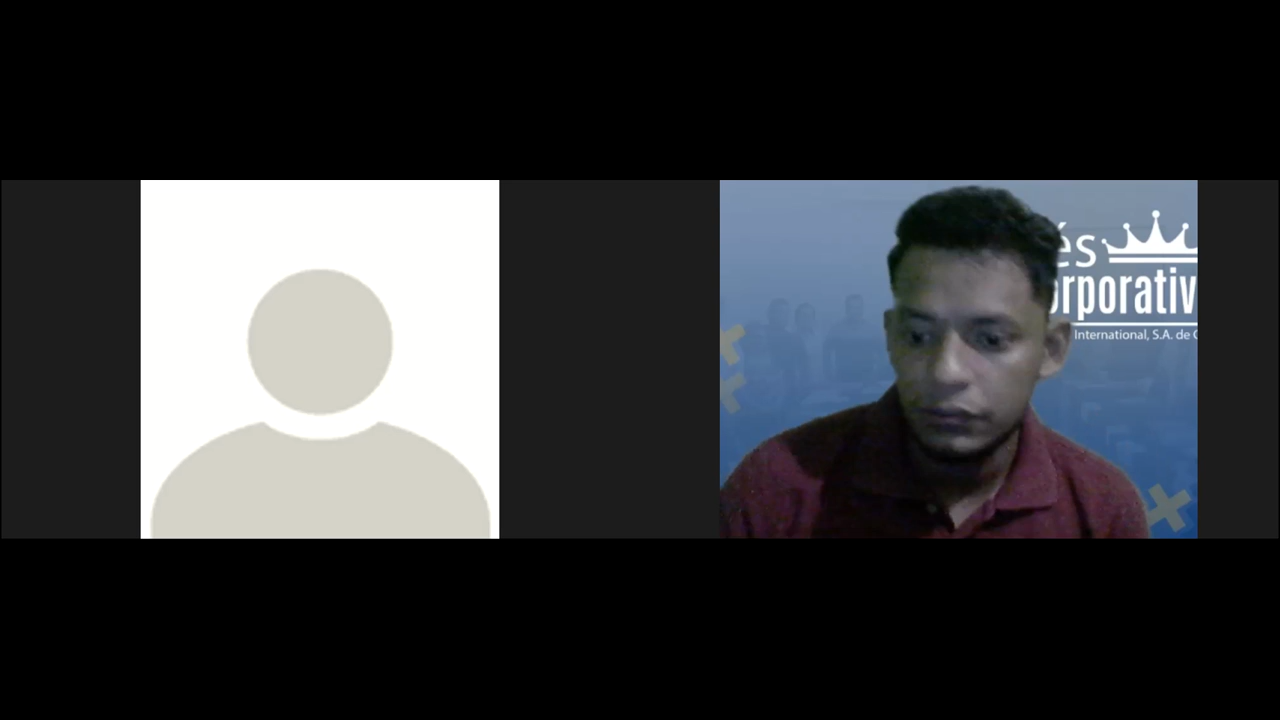 és
orporativ
International, S.A. de C